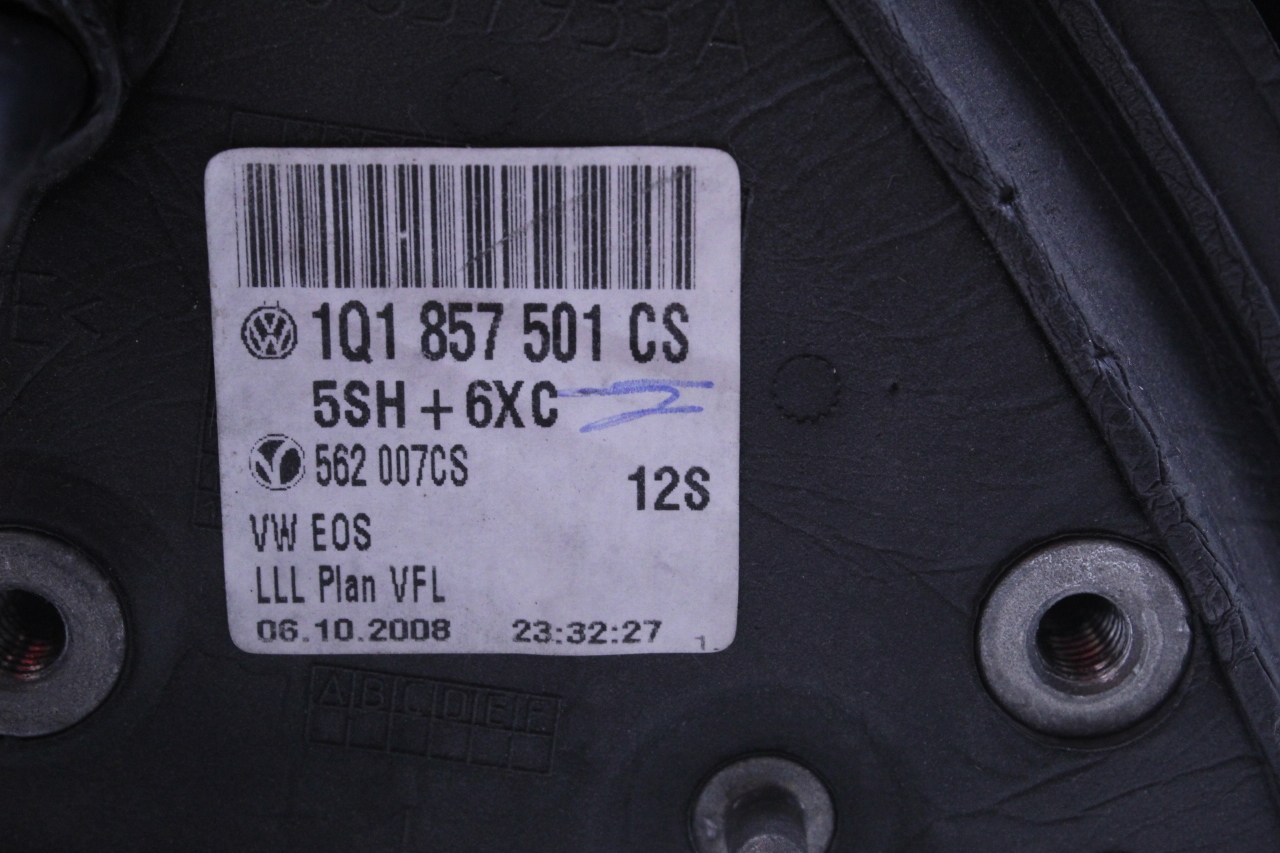 1Q1 857 501 CS
5SH + 6XC
562 007CS
12S
VW EOS
LLL Plan VFL
06.10.2008 23:32:27 1.
A B C D E F